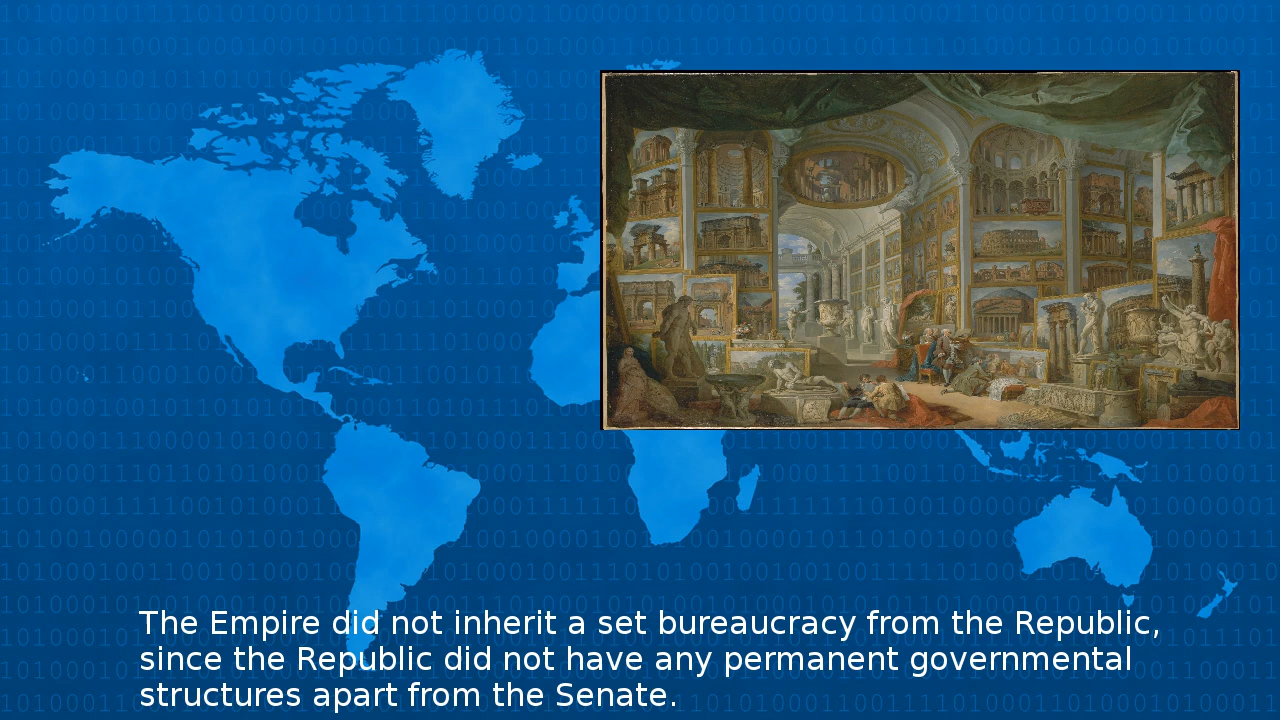 The Empire did not inherit a set bureaucracy from the Republic,
since the Republic did not have any permanent governmental
structures apart from the Senate.